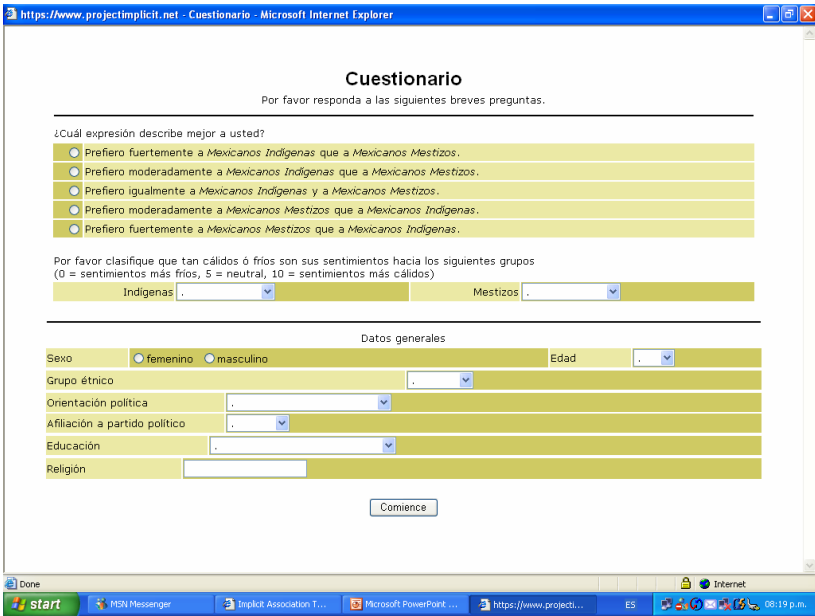 https://www.projectimplicit.net - Cuestionario - Microsoft Internet Explorer
Cuestionario
Por favor responda a las siguientes breves preguntas.
¿Cuál expresión describe mejor a usted?
Prefiero fuertemente a Mexicanos Indígenas que a Mexicanos Mestizos.
Prefiero moderadamente a Mexicanos Indígenas que a Mexicanos Mestizos.
Prefiero igualmente a Mexicanos Indígenas y a Mexicanos Mestizos.
Prefiero moderadamente a Mexicanos Mestizos que a Mexicanos Indígenas.
Prefiero fuertemente a Mexicanos Mestizos que a Mexicanos Indígenas.
Por favor clasifique que tan cálidos ó fríos son sus sentimientos hacia los siguientes grupos
(0 = sentimientos más fríos, 5 = neutral, 10 = sentimientos más cálidos)
Indígenas . Mestizos .
Datos generales
Sexo femenino masculino Edad .
Grupo étnico .
Orientación política .
Afiliación a partido político .
Educación .
Religión
Comience
Done Internet
start MSN Messenger Implicit Association T... Microsoft PowerPoint ... https://www.projecti... ES 08:19 p.m.